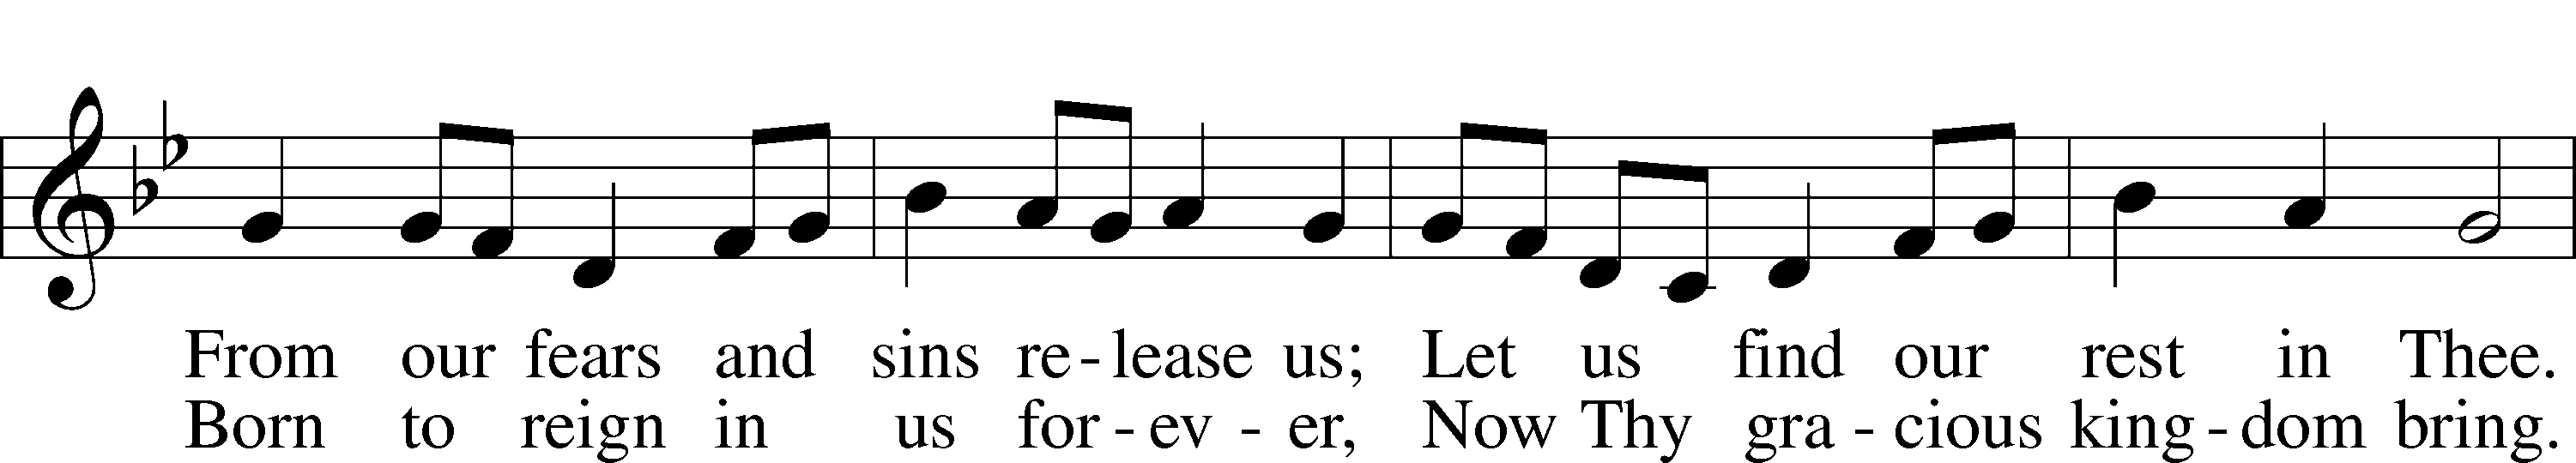 From our fears and sins re-lease us; Let us find our rest in Thee.
Born to reign in us for-ev-er, Now Thy gra-cious king-dom bring.